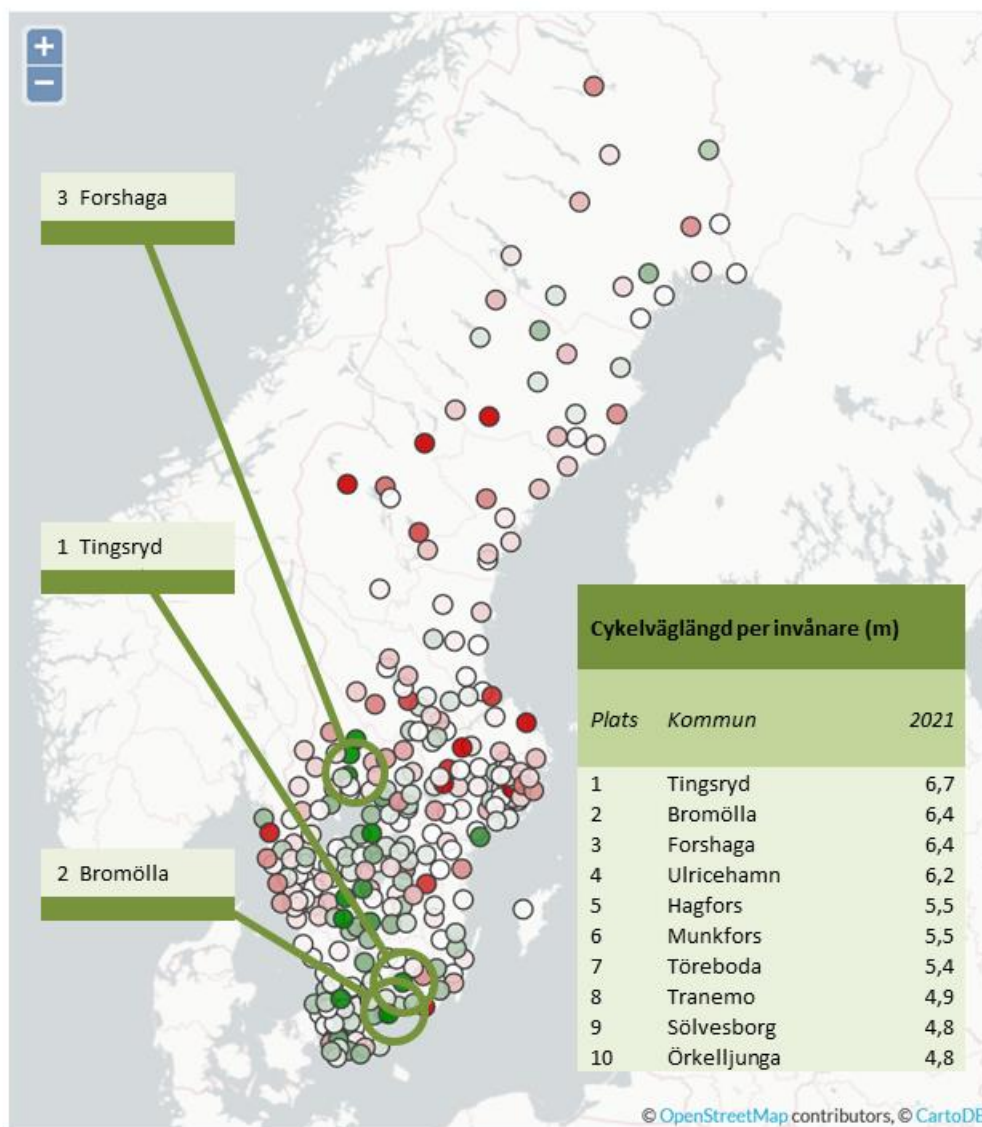 +
−
3 Forshaga
1 Tingsryd
2 Bromölla
Cykelväglängd per invånare (m)
Plats Kommun 2021
1 Tingsryd 6,7
2 Bromölla 6,4
3 Forshaga 6,4
4 Ulricehamn 6,2
5 Hagfors 5,5
6 Munkfors 5,5
7 Töreboda 5,4
8 Tranemo 4,9
9 Sölvesborg 4,8
10 Örkelljunga 4,8
© OpenStreetMap contributors, © CartoDB